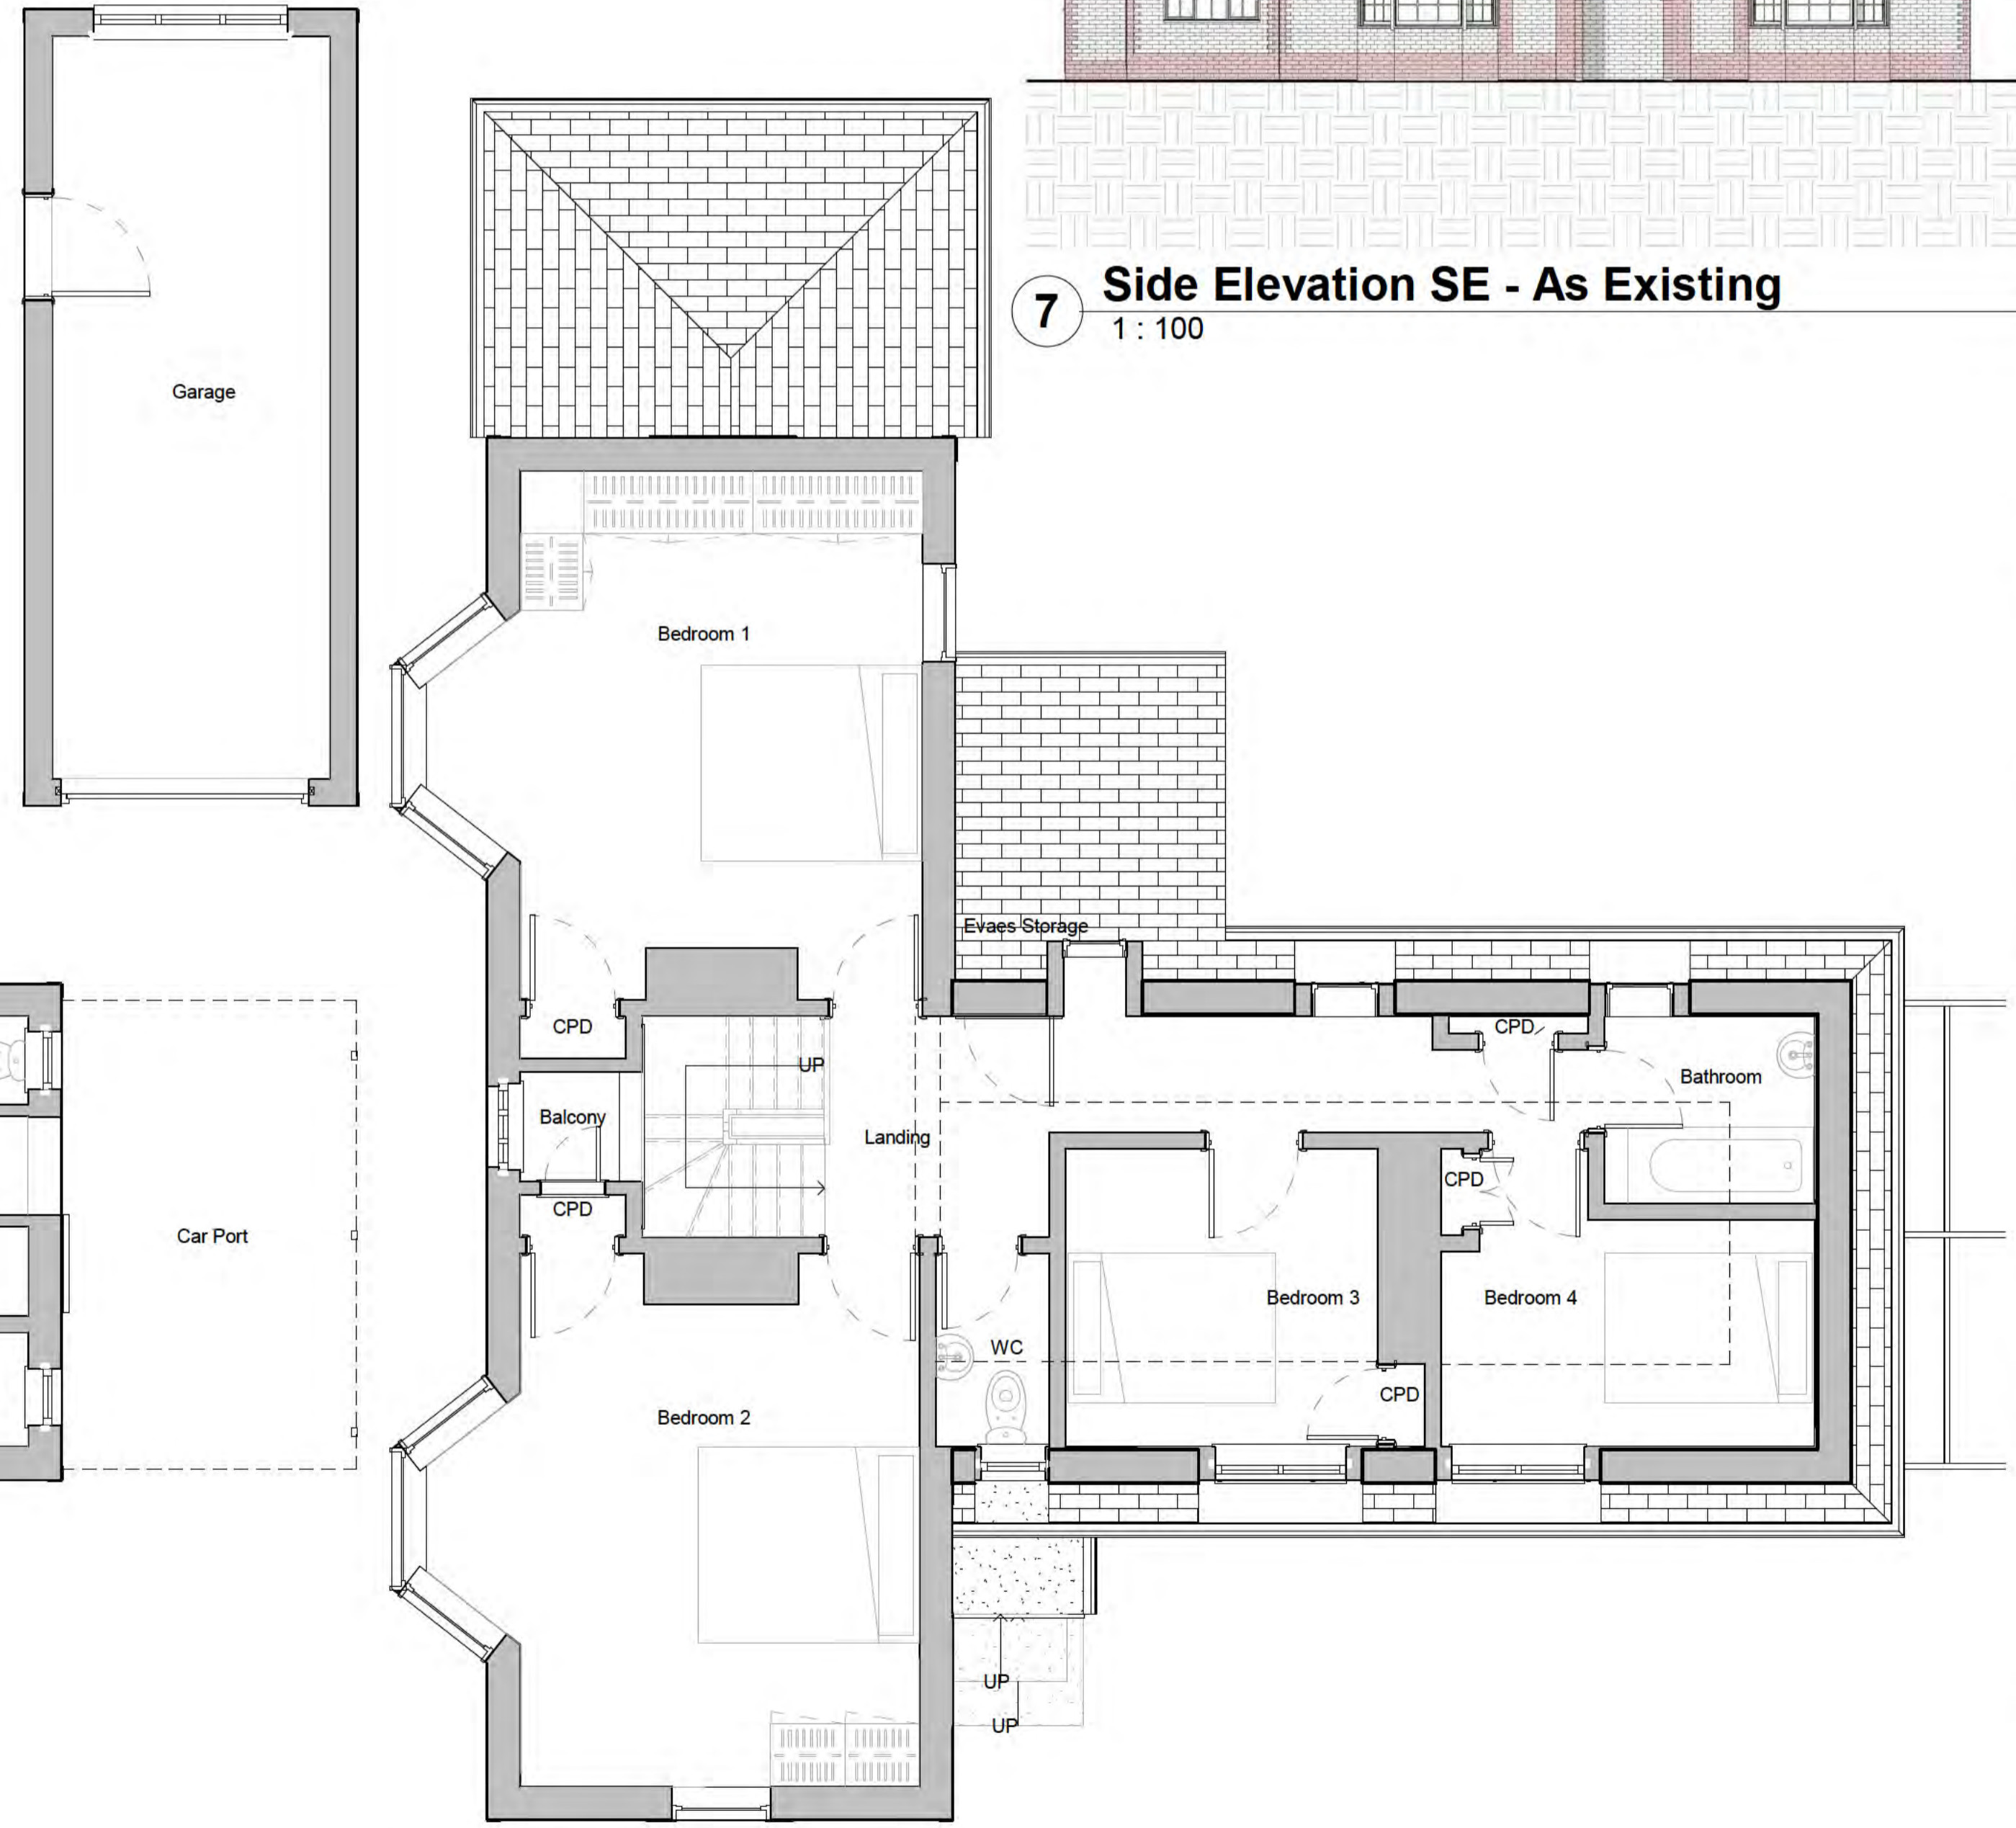 7
Side Elevation SE - As Existing
1 : 100
Garage
Bedroom 1
Evaes Storage
CPD
CPD
UP
Bathroom
Balcony
Landing
CPD
CPD
Car Port
Bedroom 3
Bedroom 4
WC
CPD
Bedroom 2
UP
UP